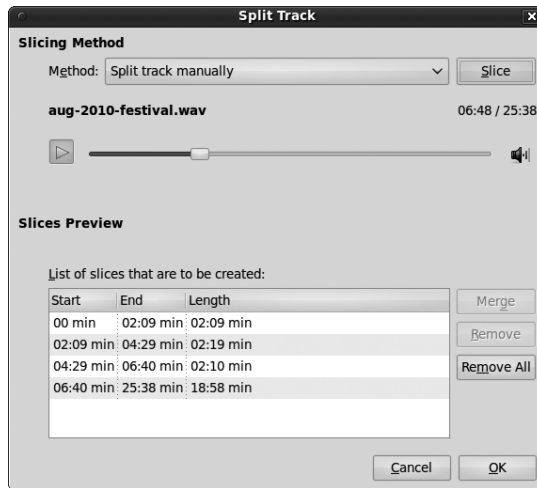 Split Track
Slicing Method
Method: Split track manually Slice
aug-2010-festival.wav 06:48 / 25:38
Slices Preview
List of slices that are to be created:
Start End Length
00 min 02:09 min 02:09 min
02:09 min 04:29 min 02:19 min
04:29 min 06:40 min 02:10 min
06:40 min 25:38 min 18:58 min
Merge
Remove
Remove All
Cancel OK